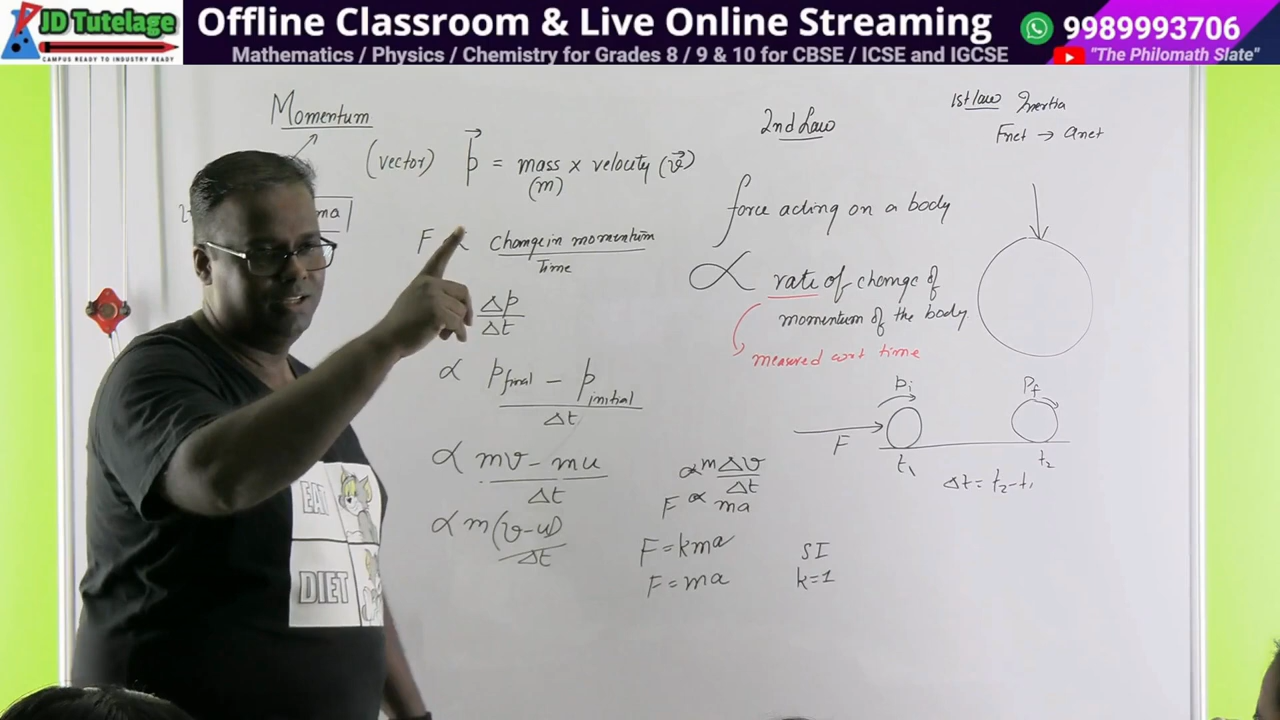 JD Tutelage
CAMPUS READY TO INDUSTRY READY
Offline Classroom & Live Online Streaming
9989993706
Mathematics / Physics / Chemistry for Grades 8 / 9 & 10 for CBSE / ICSE and IGCSE
"The Philomath Slate"
Momentum
(vector) p⃗ = mass x velocity (v⃗)
(m)
ma
F ∝ Change in momentum
Time
Δp
Δt
∝ pfinal - pinitial
Δt
∝ mv - mu
Δt
∝ m(v-u)
Δt
∝ mΔv
Δt
F ∝ ma
F = kma
F = ma
SI
k=1
2nd Law
force acting on a body
∝ rate of change of
momentum of the body
measured wrt time
1st law Inertia
Fnet → anet
Pi
Pf
F
t1
t2
Δt = t2-t1
EAT
DIET